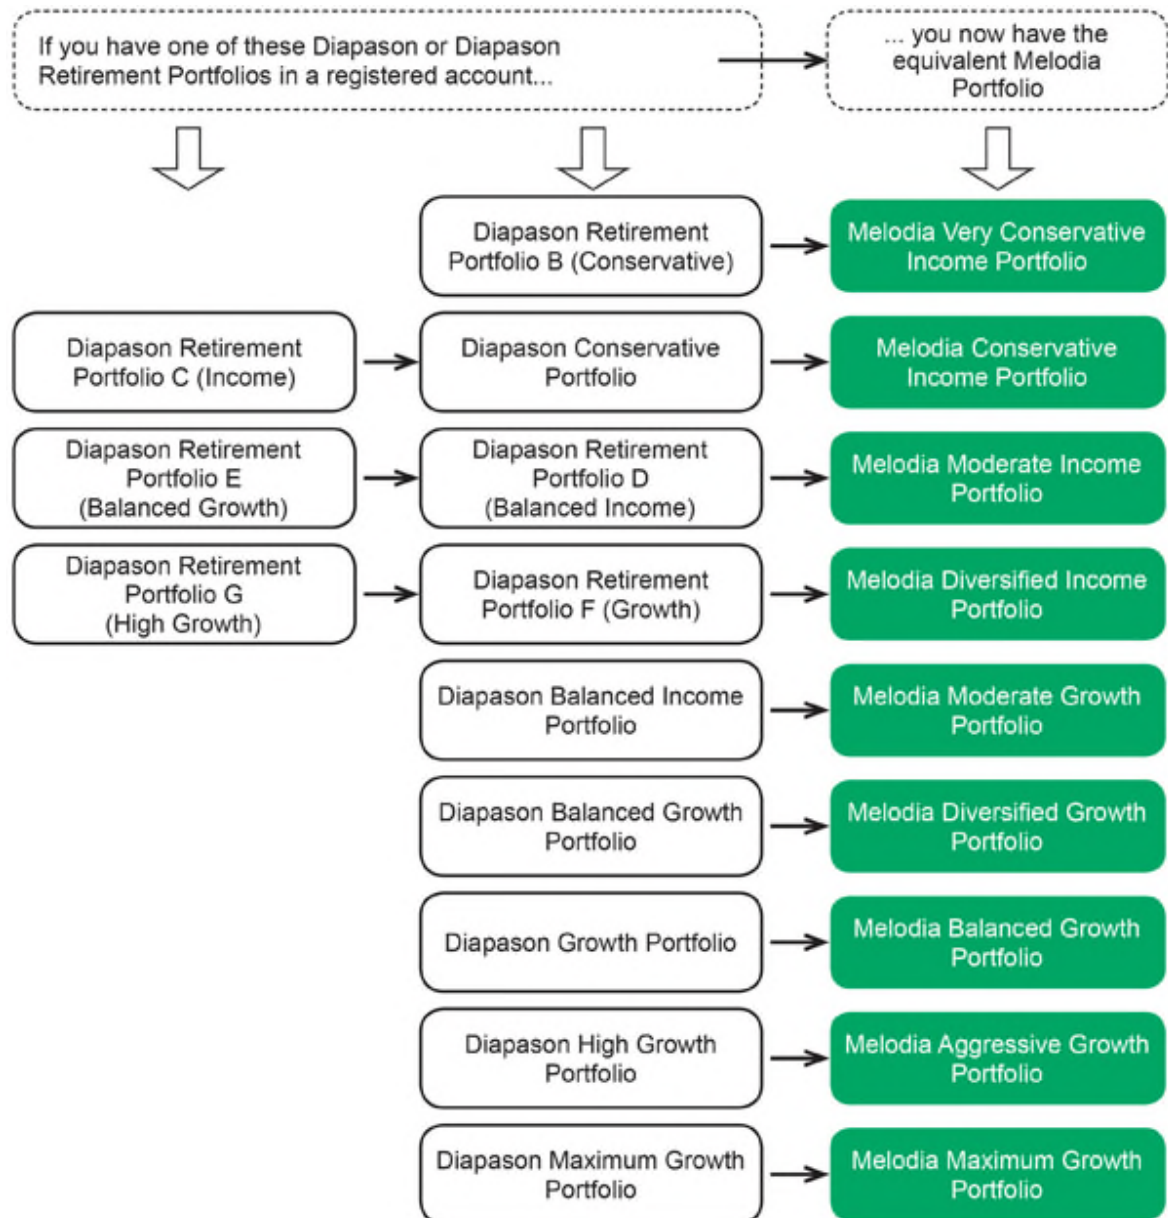 If you have one of these Diapason or Diapason
Retirement Portfolios in a registered account...
... you now have the
equivalent Melodia
Portfolio
Diapason Retirement
Portfolio B (Conservative)
Melodia Very Conservative
Income Portfolio
Diapason Retirement
Portfolio C (Income)
Diapason Conservative
Portfolio
Melodia Conservative
Income Portfolio
Diapason Retirement
Portfolio E
(Balanced Growth)
Diapason Retirement
Portfolio D
(Balanced Income)
Melodia Moderate Income
Portfolio
Diapason Retirement
Portfolio G
(High Growth)
Diapason Retirement
Portfolio F (Growth)
Melodia Diversified Income
Portfolio
Diapason Balanced Income
Portfolio
Melodia Moderate Growth
Portfolio
Diapason Balanced Growth
Portfolio
Melodia Diversified Growth
Portfolio
Diapason Growth Portfolio
Melodia Balanced Growth
Portfolio
Diapason High Growth
Portfolio
Melodia Aggressive Growth
Portfolio
Diapason Maximum Growth
Portfolio
Melodia Maximum Growth
Portfolio